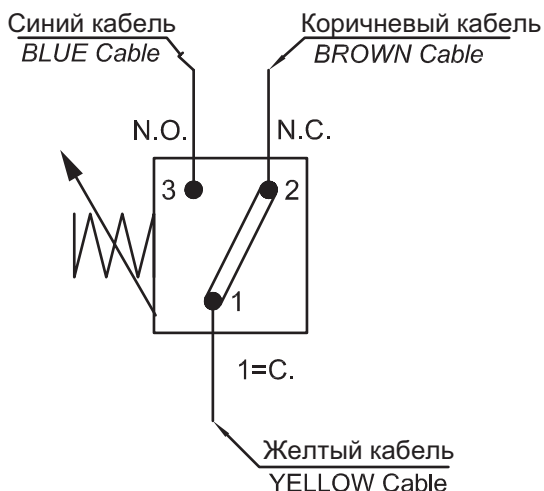 Синий кабель
BLUE Cable
Коричневый кабель
BROWN Cable
N.O.
N.C.
3
2
1
1=C.
Желтый кабель
YELLOW Cable